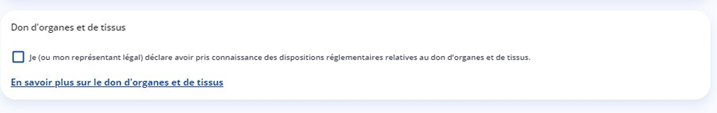 Don d'organes et de tissus
Je (ou mon représentant légal) déclare avoir pris connaissance des dispositions réglementaires relatives au don d'organes et de tissus.
En savoir plus sur le don d'organes et de tissus